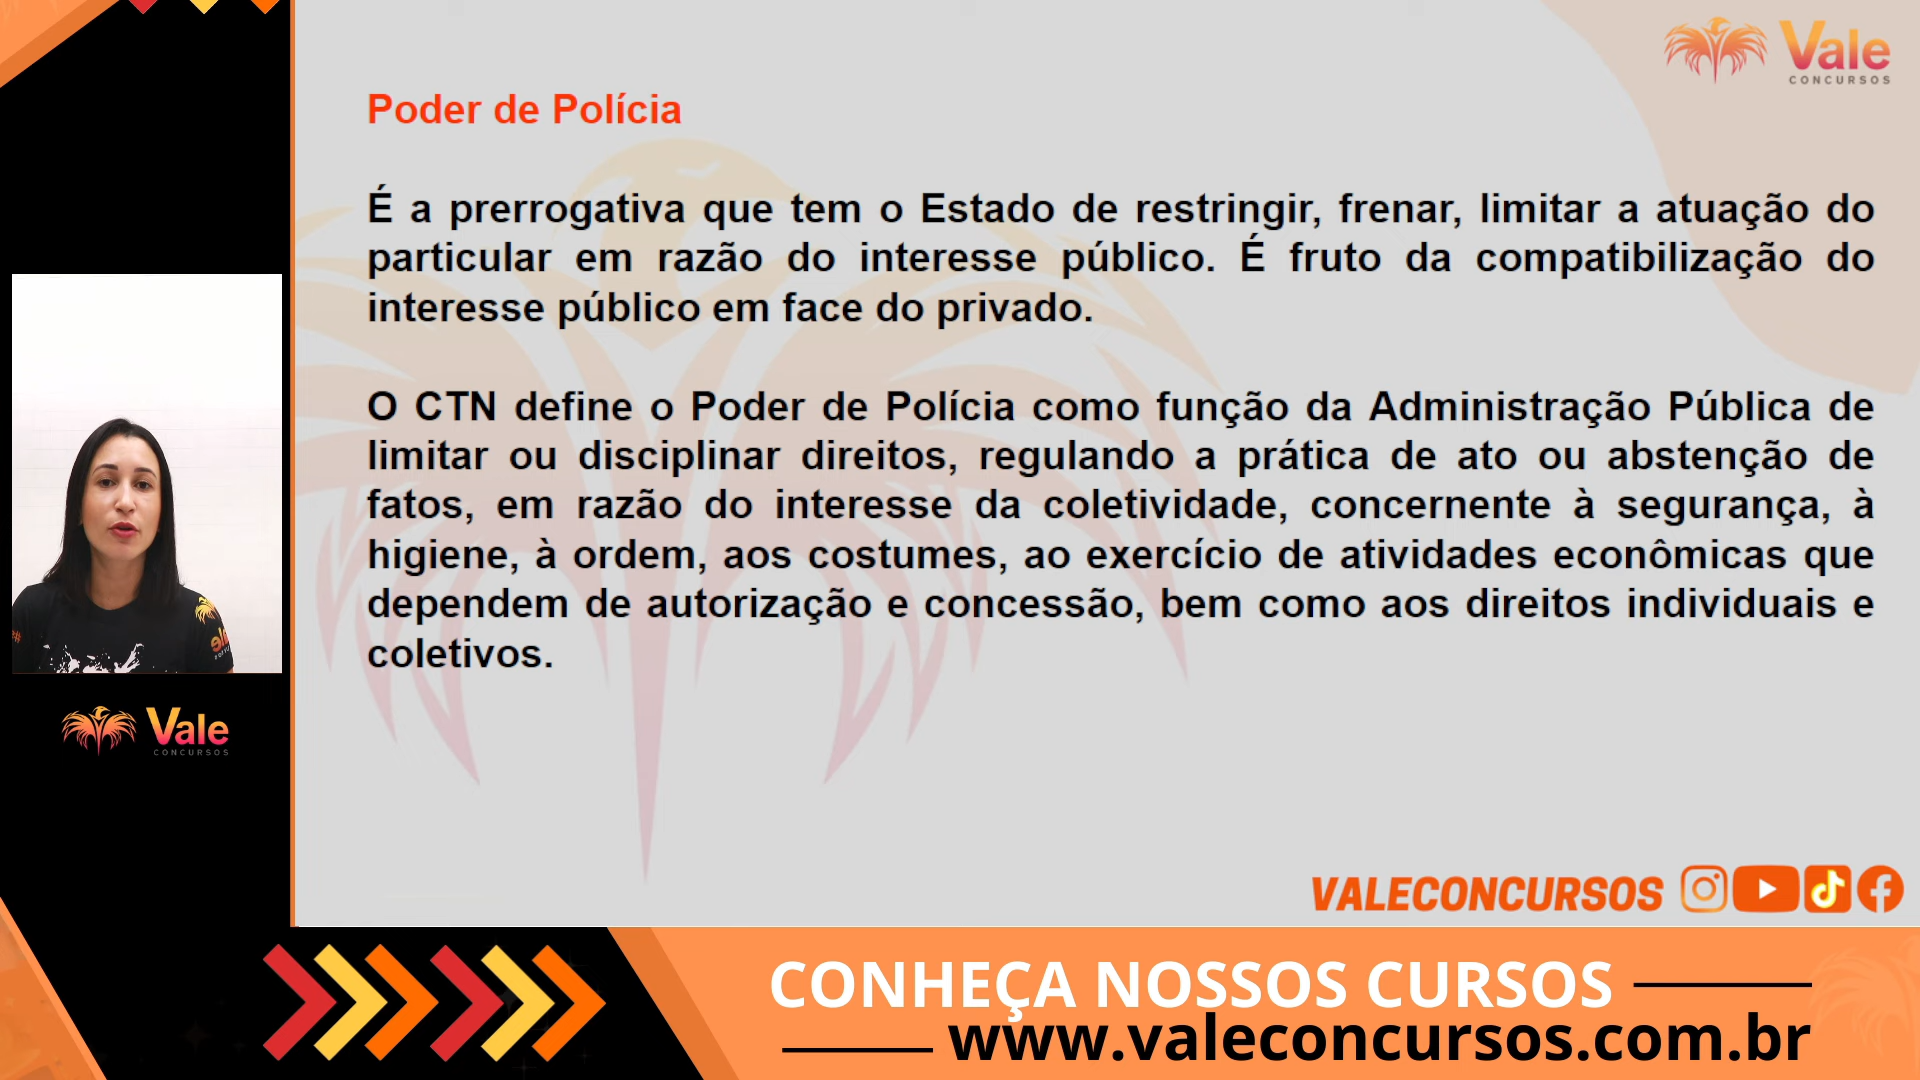 Vale
CONCURSOS
Poder de Polícia
É a prerrogativa que tem o Estado de restringir, frenar, limitar a atuação do
particular em razão do interesse público. É fruto da compatibilização do
interesse público em face do privado.
O CTN define o Poder de Polícia como função da Administração Pública de
limitar ou disciplinar direitos, regulando a prática de ato ou abstenção de
fatos, em razão do interesse da coletividade, concernente à segurança, à
higiene, à ordem, aos costumes, ao exercício de atividades econômicas que
dependem de autorização e concessão, bem como aos direitos individuais e
coletivos.
Vale
CONCURSOS
VALECONCURSOS
CONHEÇA NOSSOS CURSOS
www.valeconcursos.com.br